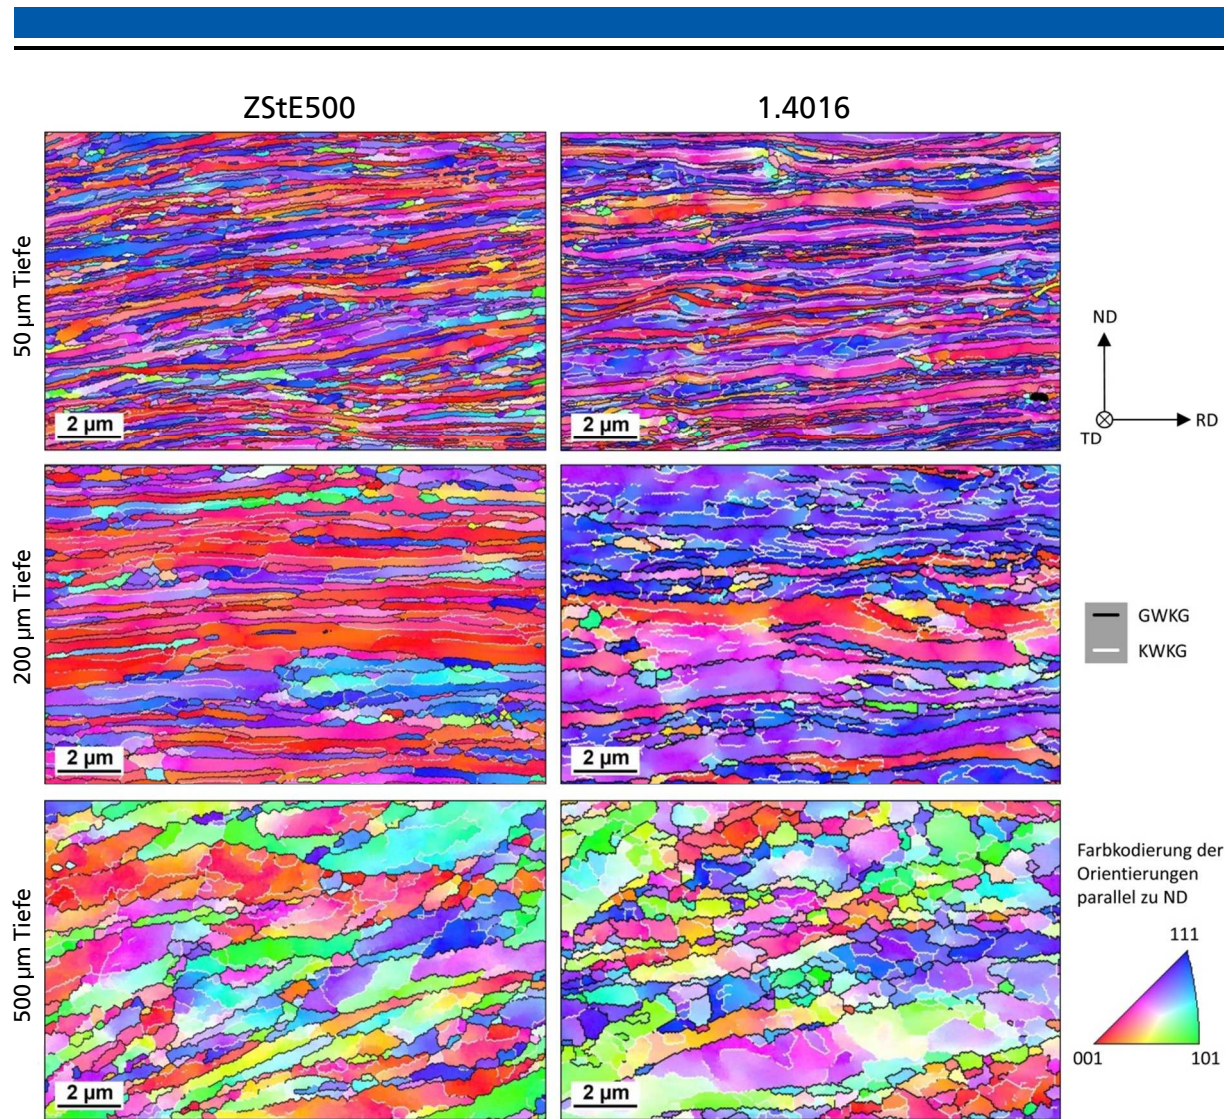 ZStE500
1.4016
50 µm Tiefe
2 µm
2 µm
ND
RD
TD
200 µm Tiefe
2 µm
2 µm
GWKG
KWKG
500 µm Tiefe
2 µm
2 µm
Farbkodierung der
Orientierungen
parallel zu ND
111
001
101